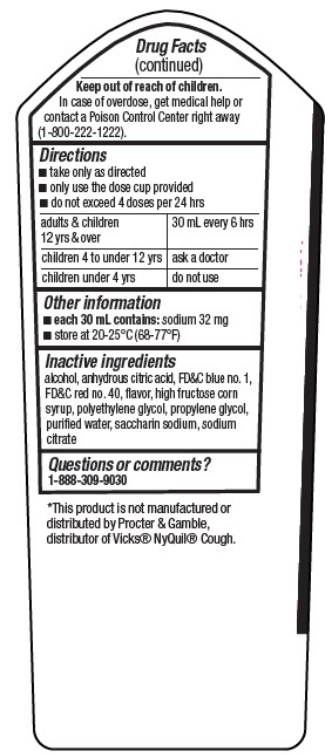 Drug Facts
(continued)
Keep out of reach of children.
In case of overdose, get medical help or
contact a Poison Control Center right away
(1-800-222-1222).
Directions
■ take only as directed
■ only use the dose cup provided
■ do not exceed 4 doses per 24 hrs
adults & children 30 mL every 6 hrs
12 yrs & over
children 4 to under 12 yrs ask a doctor
children under 4 yrs do not use
Other information
■ each 30 mL contains: sodium 32 mg
■ store at 20-25°C (68-77°F)
Inactive ingredients
alcohol, anhydrous citric acid, FD&C blue no. 1,
FD&C red no. 40, flavor, high fructose corn
syrup, polyethylene glycol, propylene glycol,
purified water, saccharin sodium, sodium
citrate
Questions or comments?
1-888-309-9030
*This product is not manufactured or
distributed by Procter & Gamble,
distributor of Vicks® NyQuil® Cough.